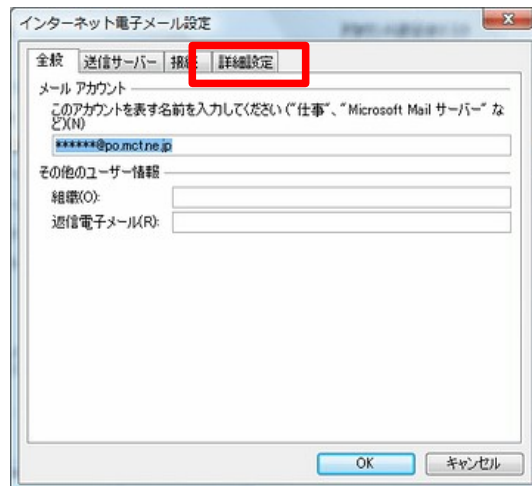 インターネット電子メール設定
全般 送信サーバー 接続 詳細設定
メール アカウント
このアカウントを表す名前を入力してください ("仕事"、"Microsoft Mail サーバー" な
ど)(N)
******@po.mct.ne.jp
その他のユーザー情報
組織(O):
返信電子メール(R):
OK キャンセル